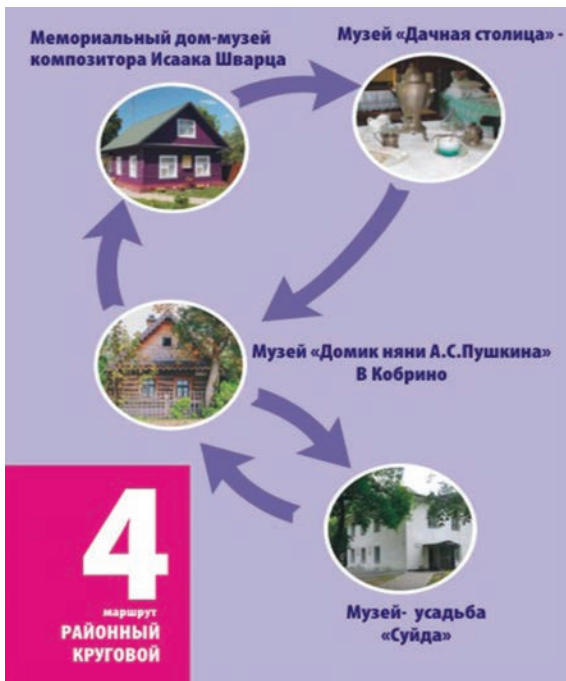 Мемориальный дом-музей
композитора Исаака Шварца
Музей «Дачная столица» -
Музей «Домик няни А.С.Пушкина»
В Кобрино
Музей- усадьба
«Суйда»
4
маршрут
РАЙОННЫЙ
КРУГОВОЙ